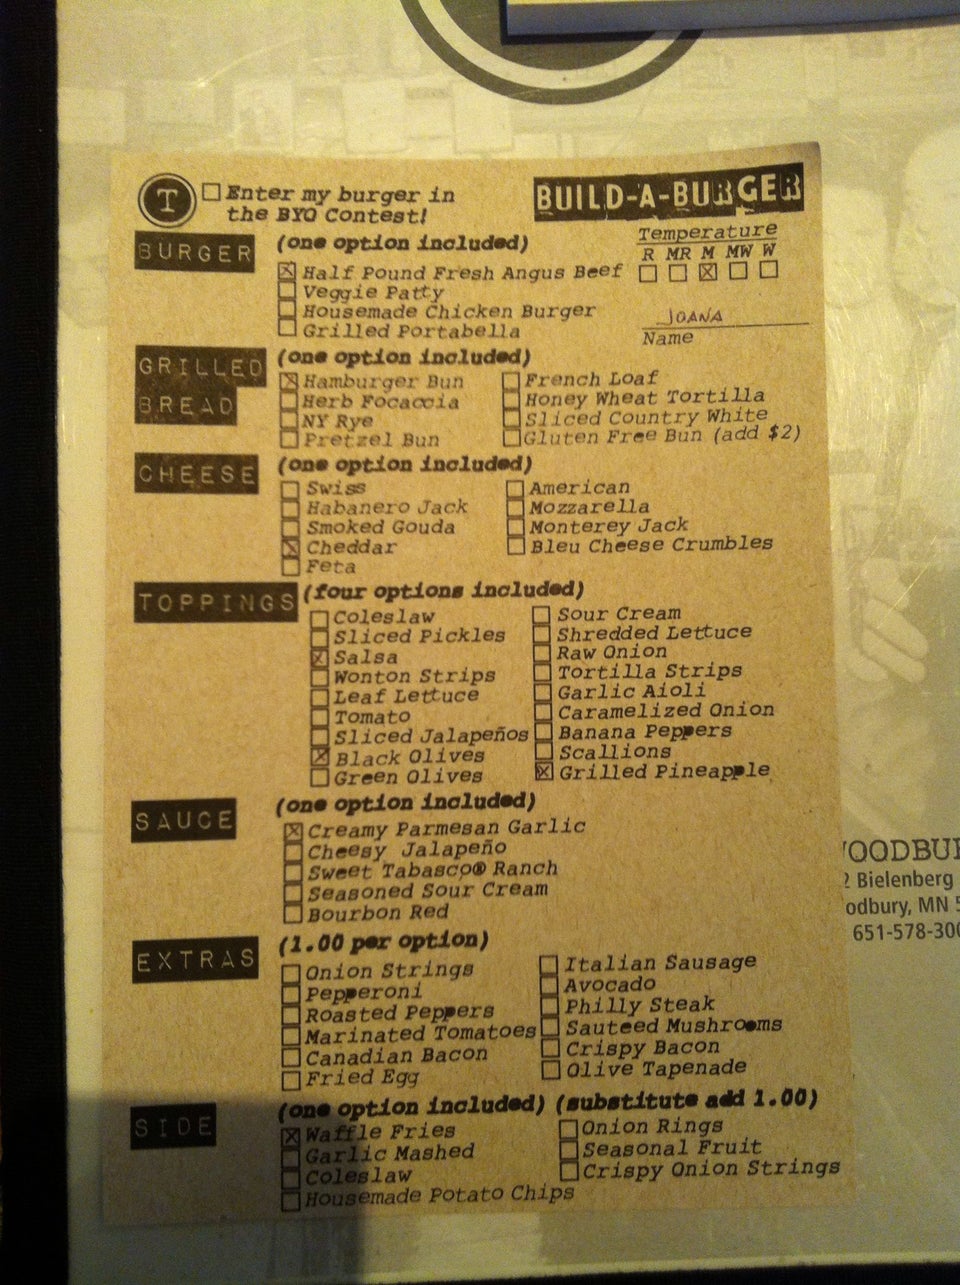 T
☐ Enter my burger in
the BYO Contest!
BUILD-A-BURGER
BURGER
(one option included)
☒ Half Pound Fresh Angus Beef
☐ Veggie Patty
☐ Housemade Chicken Burger
☐ Grilled Portabella
Temperature
R MR M MW W
☐ ☐ ☒ ☐ ☐
JOANA
Name
GRILLED
BREAD
(one option included)
☒ Hamburger Bun
☐ Herb Focaccia
☐ NY Rye
☐ Pretzel Bun
☐ French Loaf
☐ Honey Wheat Tortilla
☐ Sliced Country White
☐ Gluten Free Bun (add $2)
CHEESE
(one option included)
☐ Swiss
☐ Habanero Jack
☐ Smoked Gouda
☒ Cheddar
☐ Feta
☐ American
☐ Mozzarella
☐ Monterey Jack
☐ Bleu Cheese Crumbles
TOPPINGS
(four options included)
☐ Coleslaw
☐ Sliced Pickles
☒ Salsa
☐ Wonton Strips
☐ Leaf Lettuce
☐ Tomato
☐ Sliced Jalapeños
☒ Black Olives
☐ Green Olives
☐ Sour Cream
☐ Shredded Lettuce
☐ Raw Onion
☐ Tortilla Strips
☐ Garlic Aioli
☐ Caramelized Onion
☐ Banana Peppers
☐ Scallions
☒ Grilled Pineapple
SAUCE
(one option included)
☒ Creamy Parmesan Garlic
☐ Cheesy Jalapeño
☐ Sweet Tabasco® Ranch
☐ Seasoned Sour Cream
☐ Bourbon Red
EXTRAS
(1.00 per option)
☐ Onion Strings
☐ Pepperoni
☐ Roasted Peppers
☐ Marinated Tomatoes
☐ Canadian Bacon
☐ Fried Egg
☐ Italian Sausage
☐ Avocado
☐ Philly Steak
☐ Sauteed Mushrooms
☐ Crispy Bacon
☐ Olive Tapenade
SIDE
(one option included) (substitute add 1.00)
☒ Waffle Fries
☐ Garlic Mashed
☐ Coleslaw
☐ Housemade Potato Chips
☐ Onion Rings
☐ Seasonal Fruit
☐ Crispy Onion Strings
OODBU
2 Bielenberg
odbury, MN 5
651-578-300